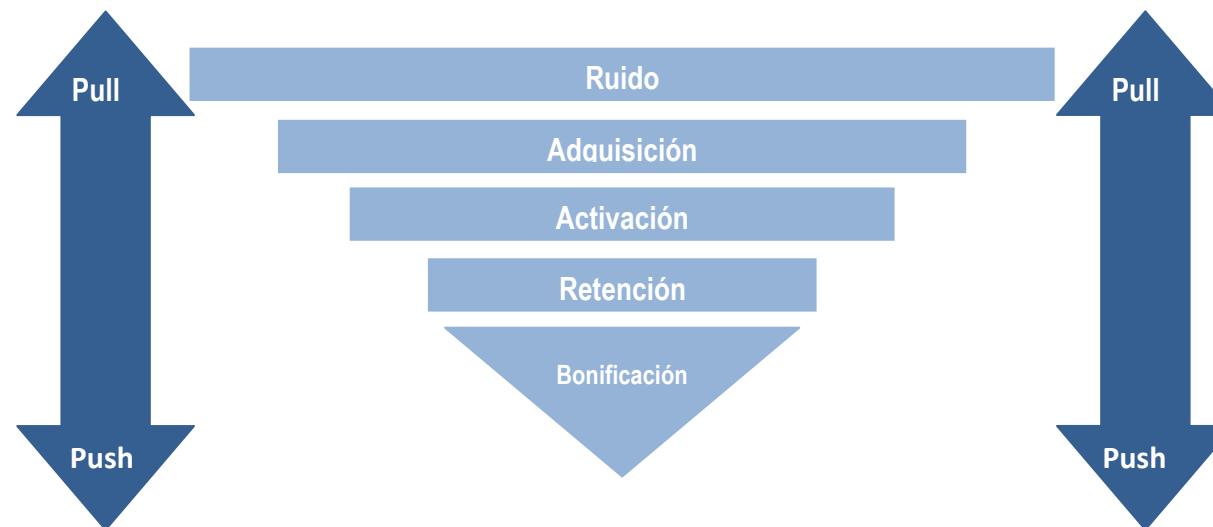 Ruido
Pull
Pull
Adquisición
Activación
Retención
Bonificación
Push
Push